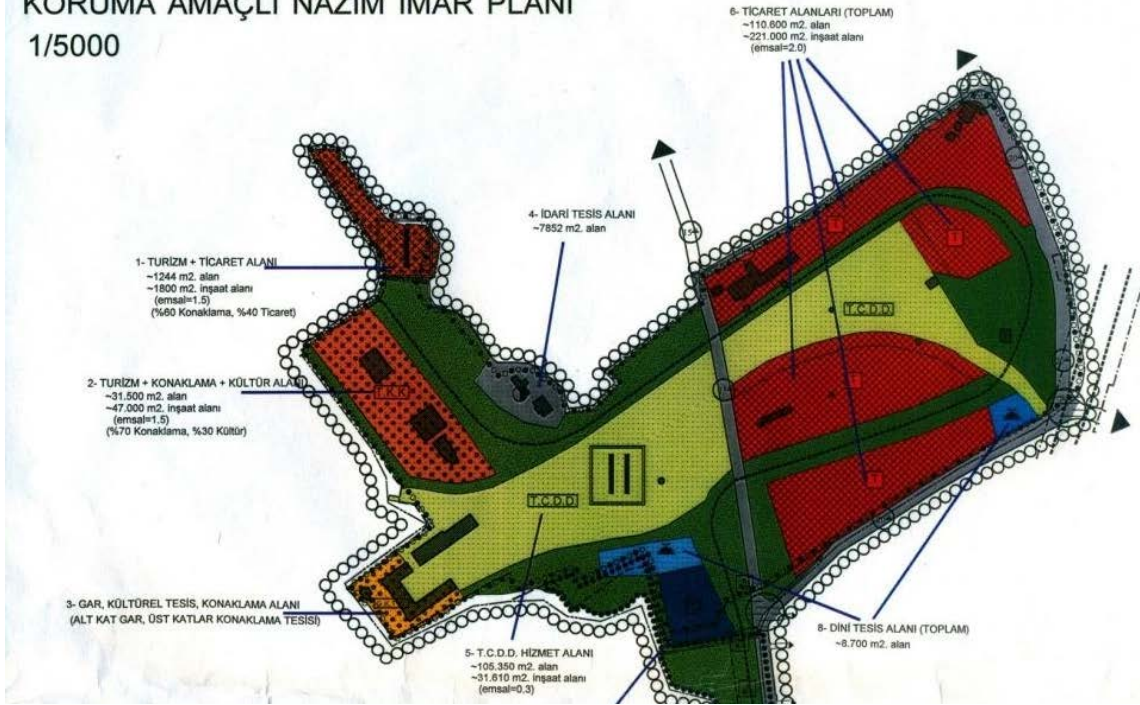 KORUMA AMAÇLI NAZIM İMAR PLANI
1/5000
6- TİCARET ALANLARI (TOPLAM)
~110.600 m2. alan
~221.000 m2. inşaat alanı
(emsal=2.0)
4- İDARİ TESİS ALANI
~7852 m2. alan
1- TURİZM + TİCARET ALANI
~1244 m2. alan
~1800 m2. inşaat alanı
(emsal=1.5)
(%60 Konaklama, %40 Ticaret)
T
T
T.C.D.D
2- TURİZM + KONAKLAMA + KÜLTÜR ALANI
~31.500 m2. alan
~47.000 m2. inşaat alanı
(emsal=1.5)
(%70 Konaklama, %30 Kültür)
T.K.K
T
T
T.C.D.D
3- GAR, KÜLTÜREL TESİS, KONAKLAMA ALANI
(ALT KAT GAR, ÜST KATLAR KONAKLAMA TESİSİ)
5- T.C.D.D. HİZMET ALANI
~105.350 m2. alan
~31.610 m2. inşaat alanı
(emsal=0.3)
8- DİNİ TESİS ALANI (TOPLAM)
~8.700 m2. alan